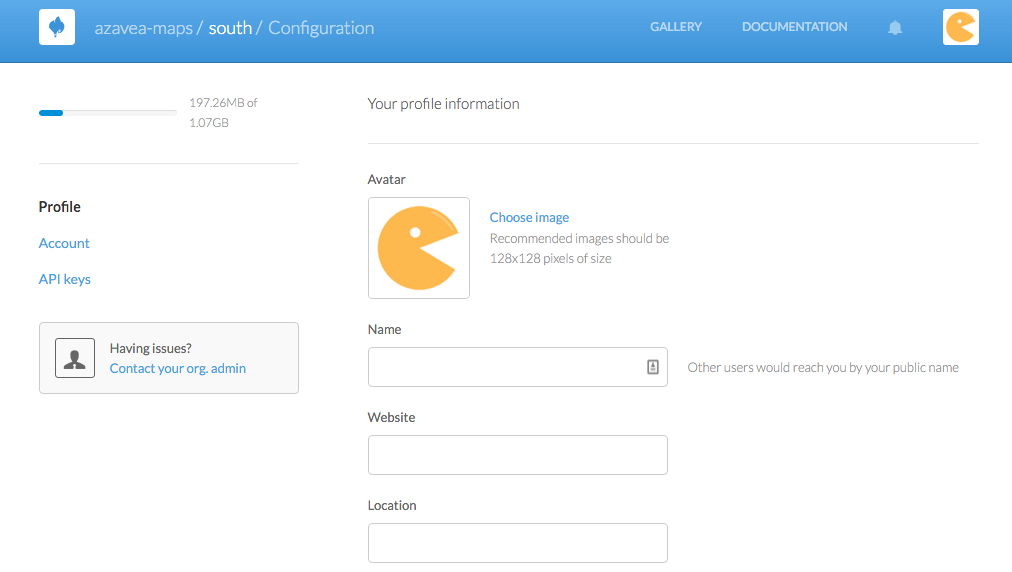 azavea-maps / south / Configuration
GALLERY
DOCUMENTATION
197.26MB of
1.07GB
Profile
Account
API keys
Having issues?
Contact your org. admin
Your profile information
Avatar
Choose image
Recommended images should be
128x128 pixels of size
Name
Other users would reach you by your public name
Website
Location